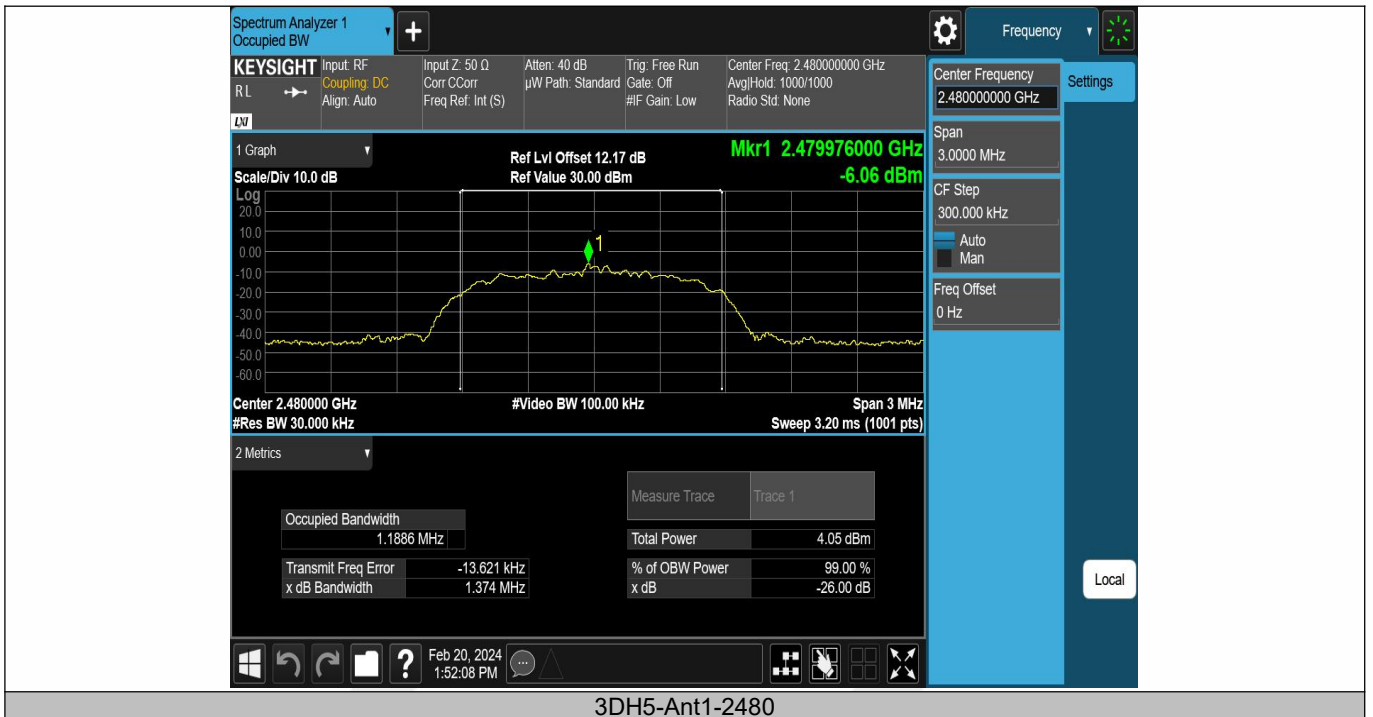 Spectrum Analyzer 1
Occupied BW
+
Frequency
KEYSIGHT
RL
LXI
Input: RF
Coupling: DC
Align: Auto
Input Z: 50 Ω
Corr CCorr
Freq Ref: Int (S)
Atten: 40 dB
µW Path: Standard
Trig: Free Run
Gate: Off
#IF Gain: Low
Center Freq: 2.480000000 GHz
Avg|Hold: 1000/1000
Radio Std: None
Center Frequency
2.480000000 GHz
Settings
Span
3.0000 MHz
CF Step
300.000 kHz
Auto
Man
Freq Offset
0 Hz
Local
1 Graph
Scale/Div 10.0 dB
Ref Lvl Offset 12.17 dB
Ref Value 30.00 dBm
Mkr1 2.479976000 GHz
-6.06 dBm
Log
20.0
10.0
0.00
-10.0
-20.0
-30.0
-40.0
-50.0
-60.0
1
Center 2.480000 GHz
#Video BW 100.00 kHz
Span 3 MHz
#Res BW 30.000 kHz
Sweep 3.20 ms (1001 pts)
2 Metrics
Measure Trace
Trace 1
Occupied Bandwidth
1.1886 MHz
Total Power
4.05 dBm
Transmit Freq Error
-13.621 kHz
% of OBW Power
99.00 %
x dB Bandwidth
1.374 MHz
x dB
-26.00 dB
?
Feb 20, 2024
1:52:08 PM
3DH5-Ant1-2480